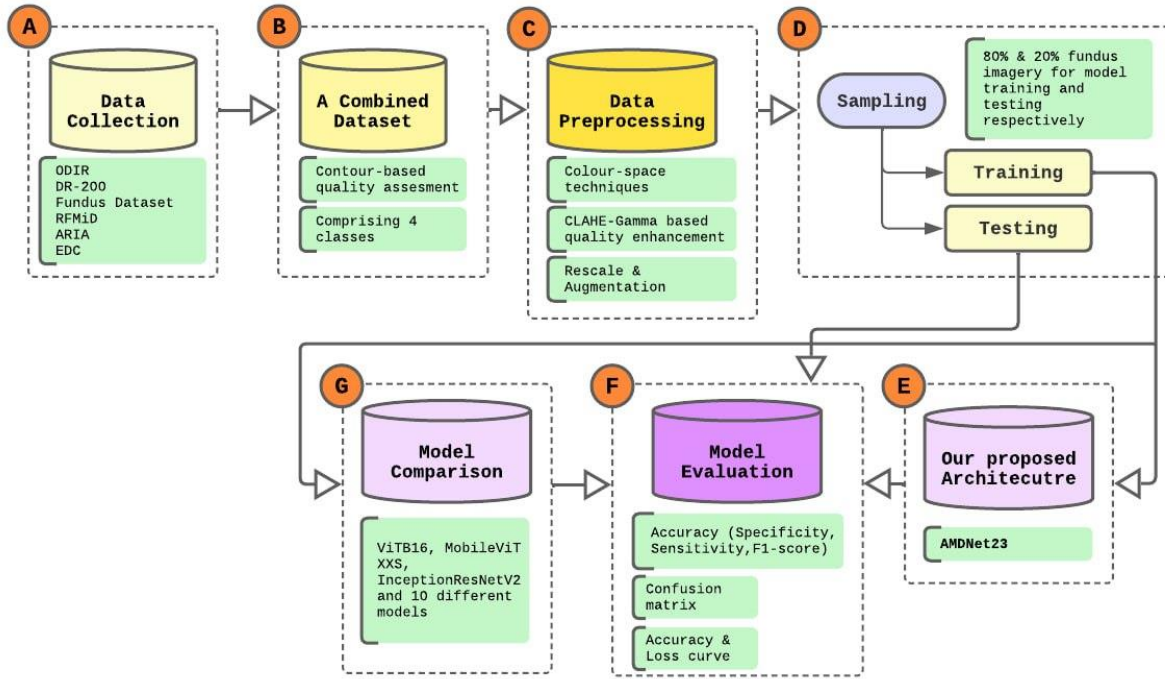 A
Data
Collection
ODIR
DR-200
Fundus Dataset
RFMiD
ARIA
EDC
B
A Combined
Dataset
Contour-based
quality assesment
Comprising 4
classes
C
Data
Preprocessing
Colour-space
techniques
CLAHE-Gamma based
quality enhancement
Rescale &
Augmentation
D
80% & 20% fundus
imagery for model
training and
testing
respectively
Sampling
Training
Testing
G
Model
Comparison
ViTB16, MobileViT
XXS,
InceptionResNetV2
and 10 different
models
F
Model
Evaluation
Accuracy (Specificity,
Sensitivity,F1-score)
Confusion
matrix
Accuracy &
Loss curve
E
Our proposed
Architecutre
AMDNet23